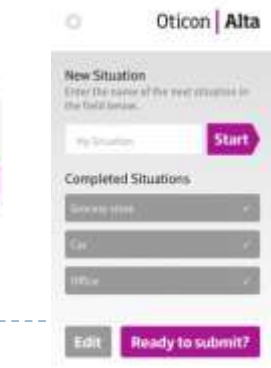 Oticon | Alta
New Situation
Enter the name of the next situation in
the field below.
My Situation
Start
Completed Situations
Grocery store
Car
Office
Edit
Ready to submit?